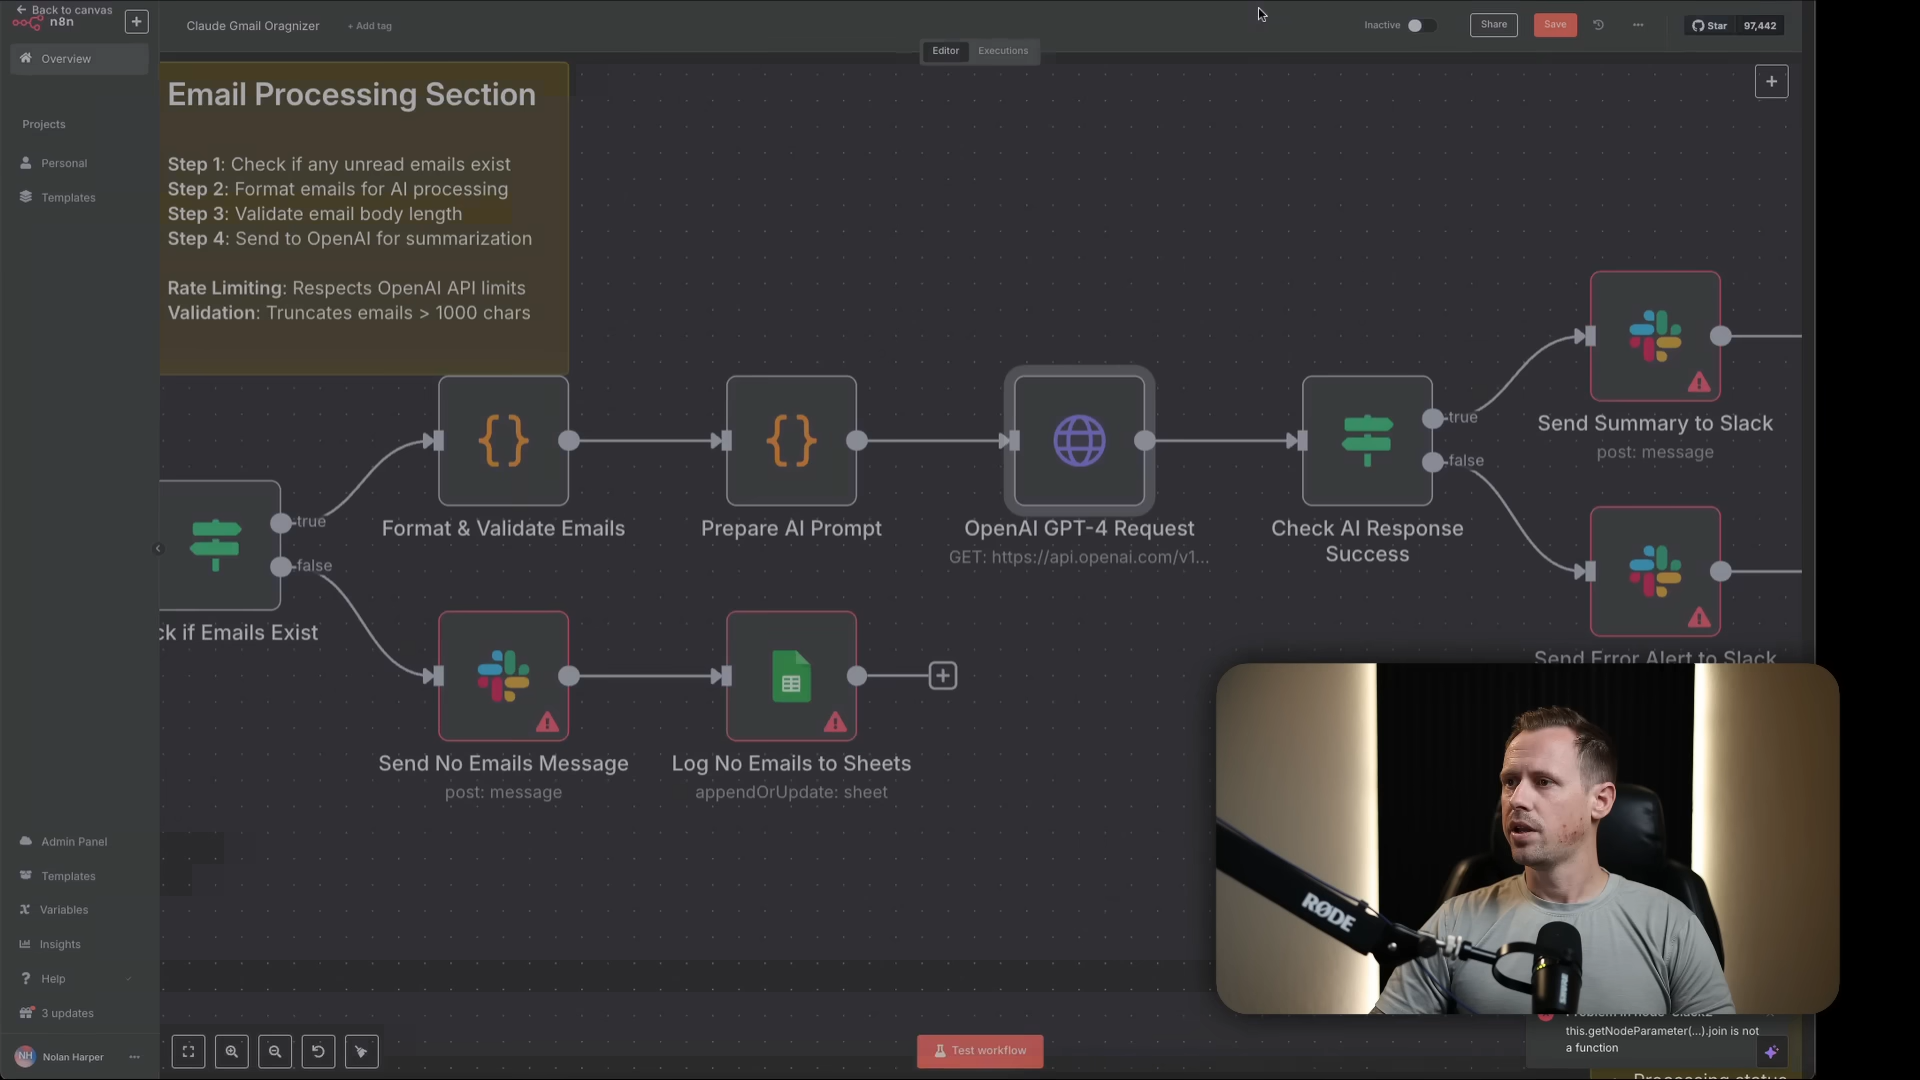 Back to canvas
n8n
Claude Gmail Oragnizer
+ Add tag
Inactive
Share
Save
Star
97,442
Editor
Executions
Overview
Projects
Personal
Templates
Email Processing Section
Step 1: Check if any unread emails exist
Step 2: Format emails for AI processing
Step 3: Validate email body length
Step 4: Send to OpenAI for summarization
Rate Limiting: Respects OpenAI API limits
Validation: Truncates emails > 1000 chars
true
false
ck if Emails Exist
Format & Validate Emails
Prepare AI Prompt
OpenAI GPT-4 Request
GET: https://api.openai.com/v1...
Check AI Response
Success
true
false
Send Summary to Slack
post: message
Send Error Alert to Slack
Send No Emails Message
post: message
Log No Emails to Sheets
appendOrUpdate: sheet
RØDE
Admin Panel
Templates
Variables
Insights
Help
3 updates
NH
Nolan Harper
Test workflow
this.getNodeParameter(...).join is not
a function
Processing status